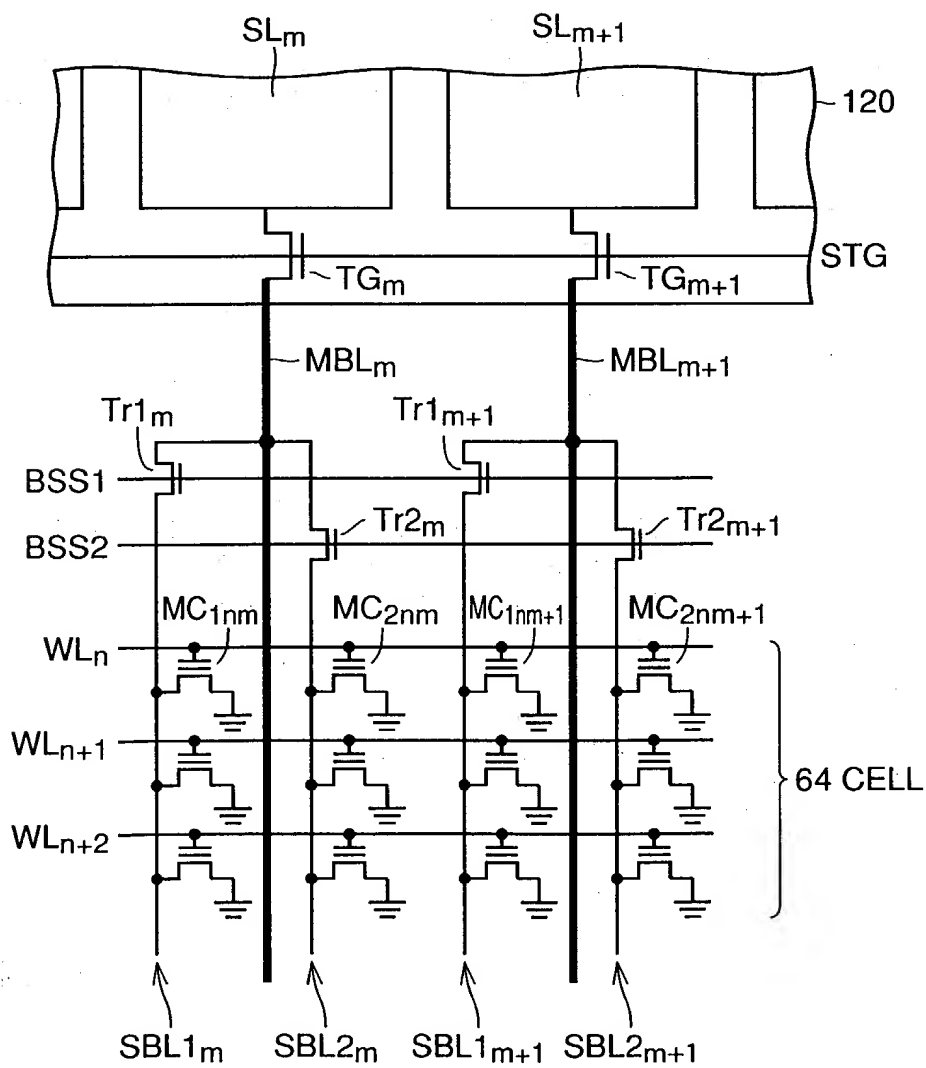 SLm
SLm+1
120
STG
TGm
TGm+1
MBLm
MBLm+1
Tr1m
Tr1m+1
BSS1
Tr2m
Tr2m+1
BSS2
MC1nm
MC2nm
MC1nm+1
MC2nm+1
WLn
WLn+1
64 CELL
WLn+2
SBL1m
SBL2m
SBL1m+1
SBL2m+1